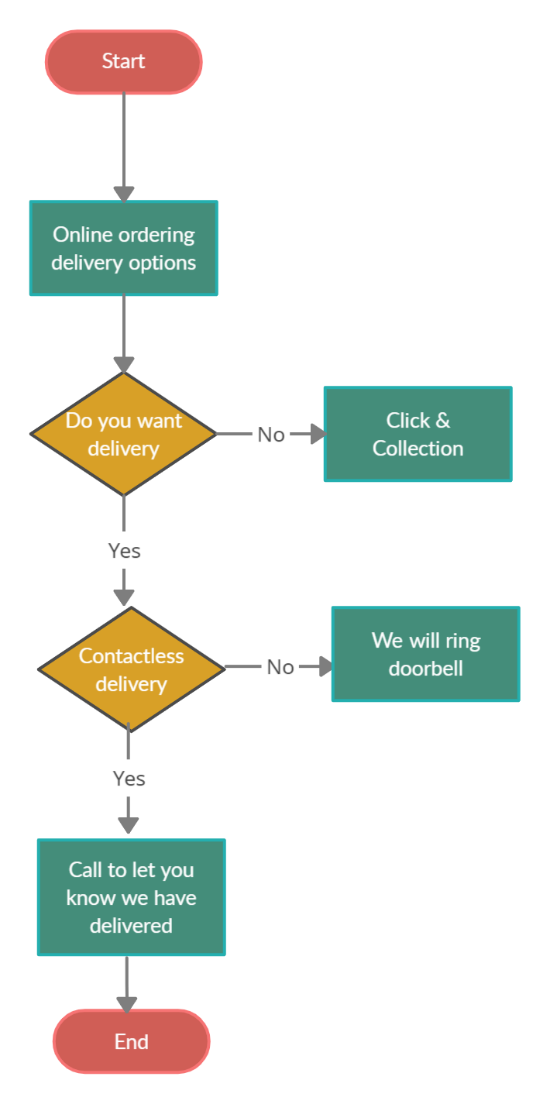 Start
Online ordering
delivery options
Do you want
delivery
No
Click &
Collection
Yes
Contactless
delivery
No
We will ring
doorbell
Yes
Call to let you
know we have
delivered
End